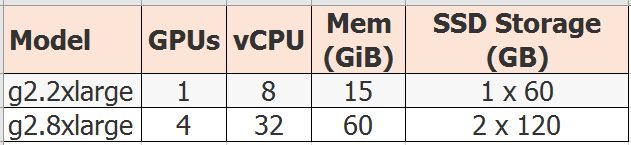 Model GPUs vCPU Mem (GiB) SSD Storage (GB)
g2.2xlarge 1 8 15 1 x 60
g2.8xlarge 4 32 60 2 x 120